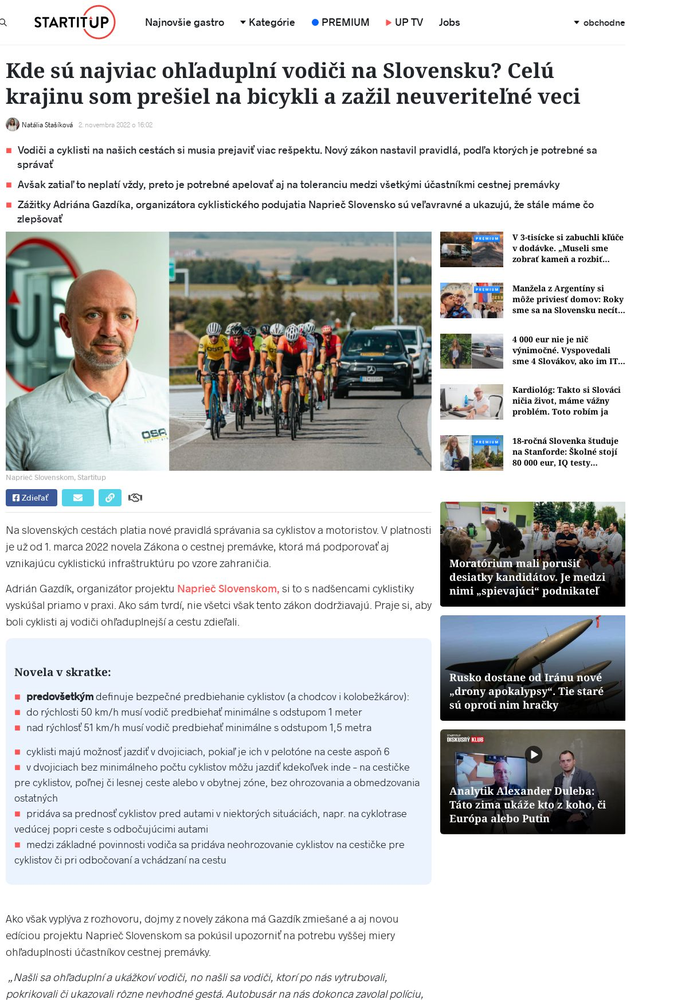 STARTITUP
Najnovšie gastro
Kategórie
PREMIUM
UP TV
Jobs
obchodne
Kde sú najviac ohľaduplní vodiči na Slovensku? Celú
krajinu som prešiel na bicykli a zažil neuveriteľné veci
Natália Stašíková 2. novembra 2022 o 16:02
Vodiči a cyklisti na našich cestách si musia prejaviť viac rešpektu. Nový zákon nastavil pravidlá, podľa ktorých je potrebné sa
správať
Avšak zatiaľ to neplatí vždy, preto je potrebné apelovať aj na toleranciu medzi všetkými účastníkmi cestnej premávky
Zážitky Adriána Gazdíka, organizátora cyklistického podujatia Naprieč Slovensko sú veľavravné a ukazujú, že stále máme čo
zlepšovať
UP
OSA
OSA
PREMIUM
V 3-tisícke si zabuchli kľúče
v dodávke. „Museli sme
zobrať kameň a rozbiť...
PREMIUM
Manžela z Argentíny si
môže priviesť domov: Roky
sme sa na Slovensku necít...
4 000 eur nie je nič
výnimočné. Vyspovedali
sme 4 Slovákov, ako im IT...
Kardiológ: Takto si Slováci
ničia život, máme vážny
problém. Toto robím ja
PREMIUM
18-ročná Slovenka študuje
na Stanforde: Školné stojí
80 000 eur, IQ testy...
Naprieč Slovenskom, Startitup
Zdieľať
Na slovenských cestách platia nové pravidlá správania sa cyklistov a motoristov. V platnosti
je už od 1. marca 2022 novela Zákona o cestnej premávke, ktorá má podporovať aj
vznikajúcu cyklistickú infraštruktúru po vzore zahraničia.
Adrián Gazdík, organizátor projektu Naprieč Slovenskom, si to s nadšencami cyklistiky
vyskúšal priamo v praxi. Ako sám tvrdí, nie všetci však tento zákon dodržiavajú. Praje si, aby
boli cyklisti aj vodiči ohľaduplnejší a cestu zdieľali.
Moratórium mali porušiť
desiatky kandidátov. Je medzi
nimi „spievajúci“ podnikateľ
Rusko dostane od Iránu nové
„drony apokalypsy“. Tie staré
sú oproti nim hračky
STARTITUP
DISKUSNÝ KLUB
Analytik Alexander Duleba:
Táto zima ukáže kto z koho, či
Európa alebo Putin
Novela v skratke:
predovšetkým definuje bezpečné predbiehanie cyklistov (a chodcov i kolobežkárov):
do rýchlosti 50 km/h musí vodič predbiehať minimálne s odstupom 1 meter
nad rýchlosť 51 km/h musí vodič predbiehať minimálne s odstupom 1,5 metra
cyklisti majú možnosť jazdiť v dvojiciach, pokiaľ je ich v pelotóne na ceste aspoň 6
v dvojiciach bez minimálneho počtu cyklistov môžu jazdiť kdekoľvek inde – na cestičke
pre cyklistov, poľnej či lesnej ceste alebo v obytnej zóne, bez ohrozovania a obmedzovania
ostatných
pridáva sa prednosť cyklistov pred autami v niektorých situáciách, napr. na cyklotrase
vedúcej popri ceste s odbočujúcimi autami
medzi základné povinnosti vodiča sa pridáva neohrozovanie cyklistov na cestičke pre
cyklistov či pri odbočovaní a vchádzaní na cestu
Ako však vyplýva z rozhovoru, dojmy z novely zákona má Gazdík zmiešané a aj novou
edíciou projektu Naprieč Slovenskom sa pokúsil upozorniť na potrebu vyššej miery
ohľaduplnosti účastníkov cestnej premávky.
„Našli sa ohľaduplní a ukážkoví vodiči, no našli sa vodiči, ktorí po nás vytrubovali,
pokrikovali či ukazovali rôzne nevhodné gestá. Autobusár na nás dokonca zavolal políciu,